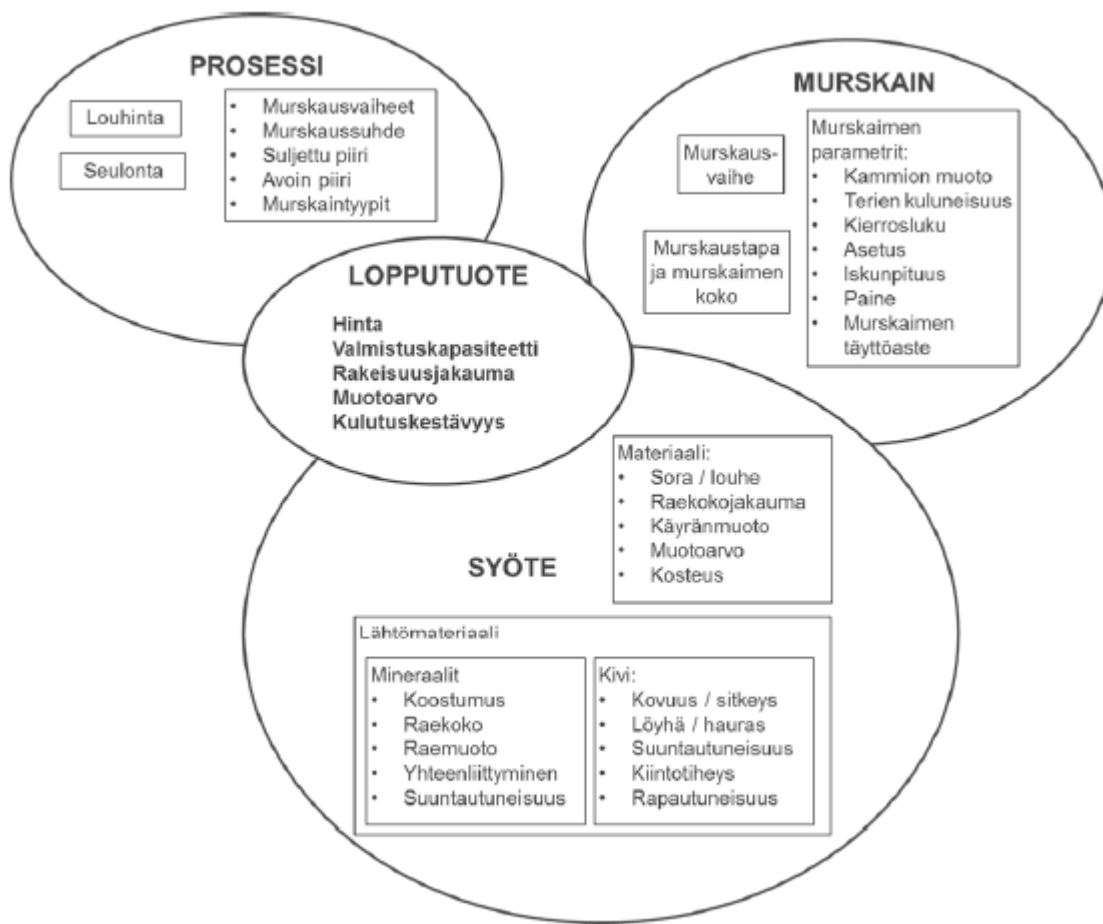 PROSESSI
Louhinta
Seulonta
• Murskausvaiheet
• Murskaussuhde
• Suljettu piiri
• Avoin piiri
• Murskaintyypit
MURSKAIN
Murskaus-
vaihe
Murskaustapa
ja murskaimen
koko
Murskaimen
parametrit:
• Kammion muoto
• Terien kuluneisuus
• Kierrosluku
• Asetus
• Iskunpituus
• Paine
• Murskaimen
täyttöaste
LOPPUTUOTE
Hinta
Valmistuskapasiteetti
Rakeisuusjakauma
Muotoarvo
Kulutuskestävyys
SYÖTE
Materiaali:
• Sora / louhe
• Raekokojakauma
• Käyränmuoto
• Muotoarvo
• Kosteus
Lähtömateriaali
Mineraalit
• Koostumus
• Raekoko
• Raemuoto
• Yhteenliittyminen
• Suuntautuneisuus
Kivi:
• Kovuus / sitkeys
• Löyhä / hauras
• Suuntautuneisuus
• Kiintotiheys
• Rapautuneisuus